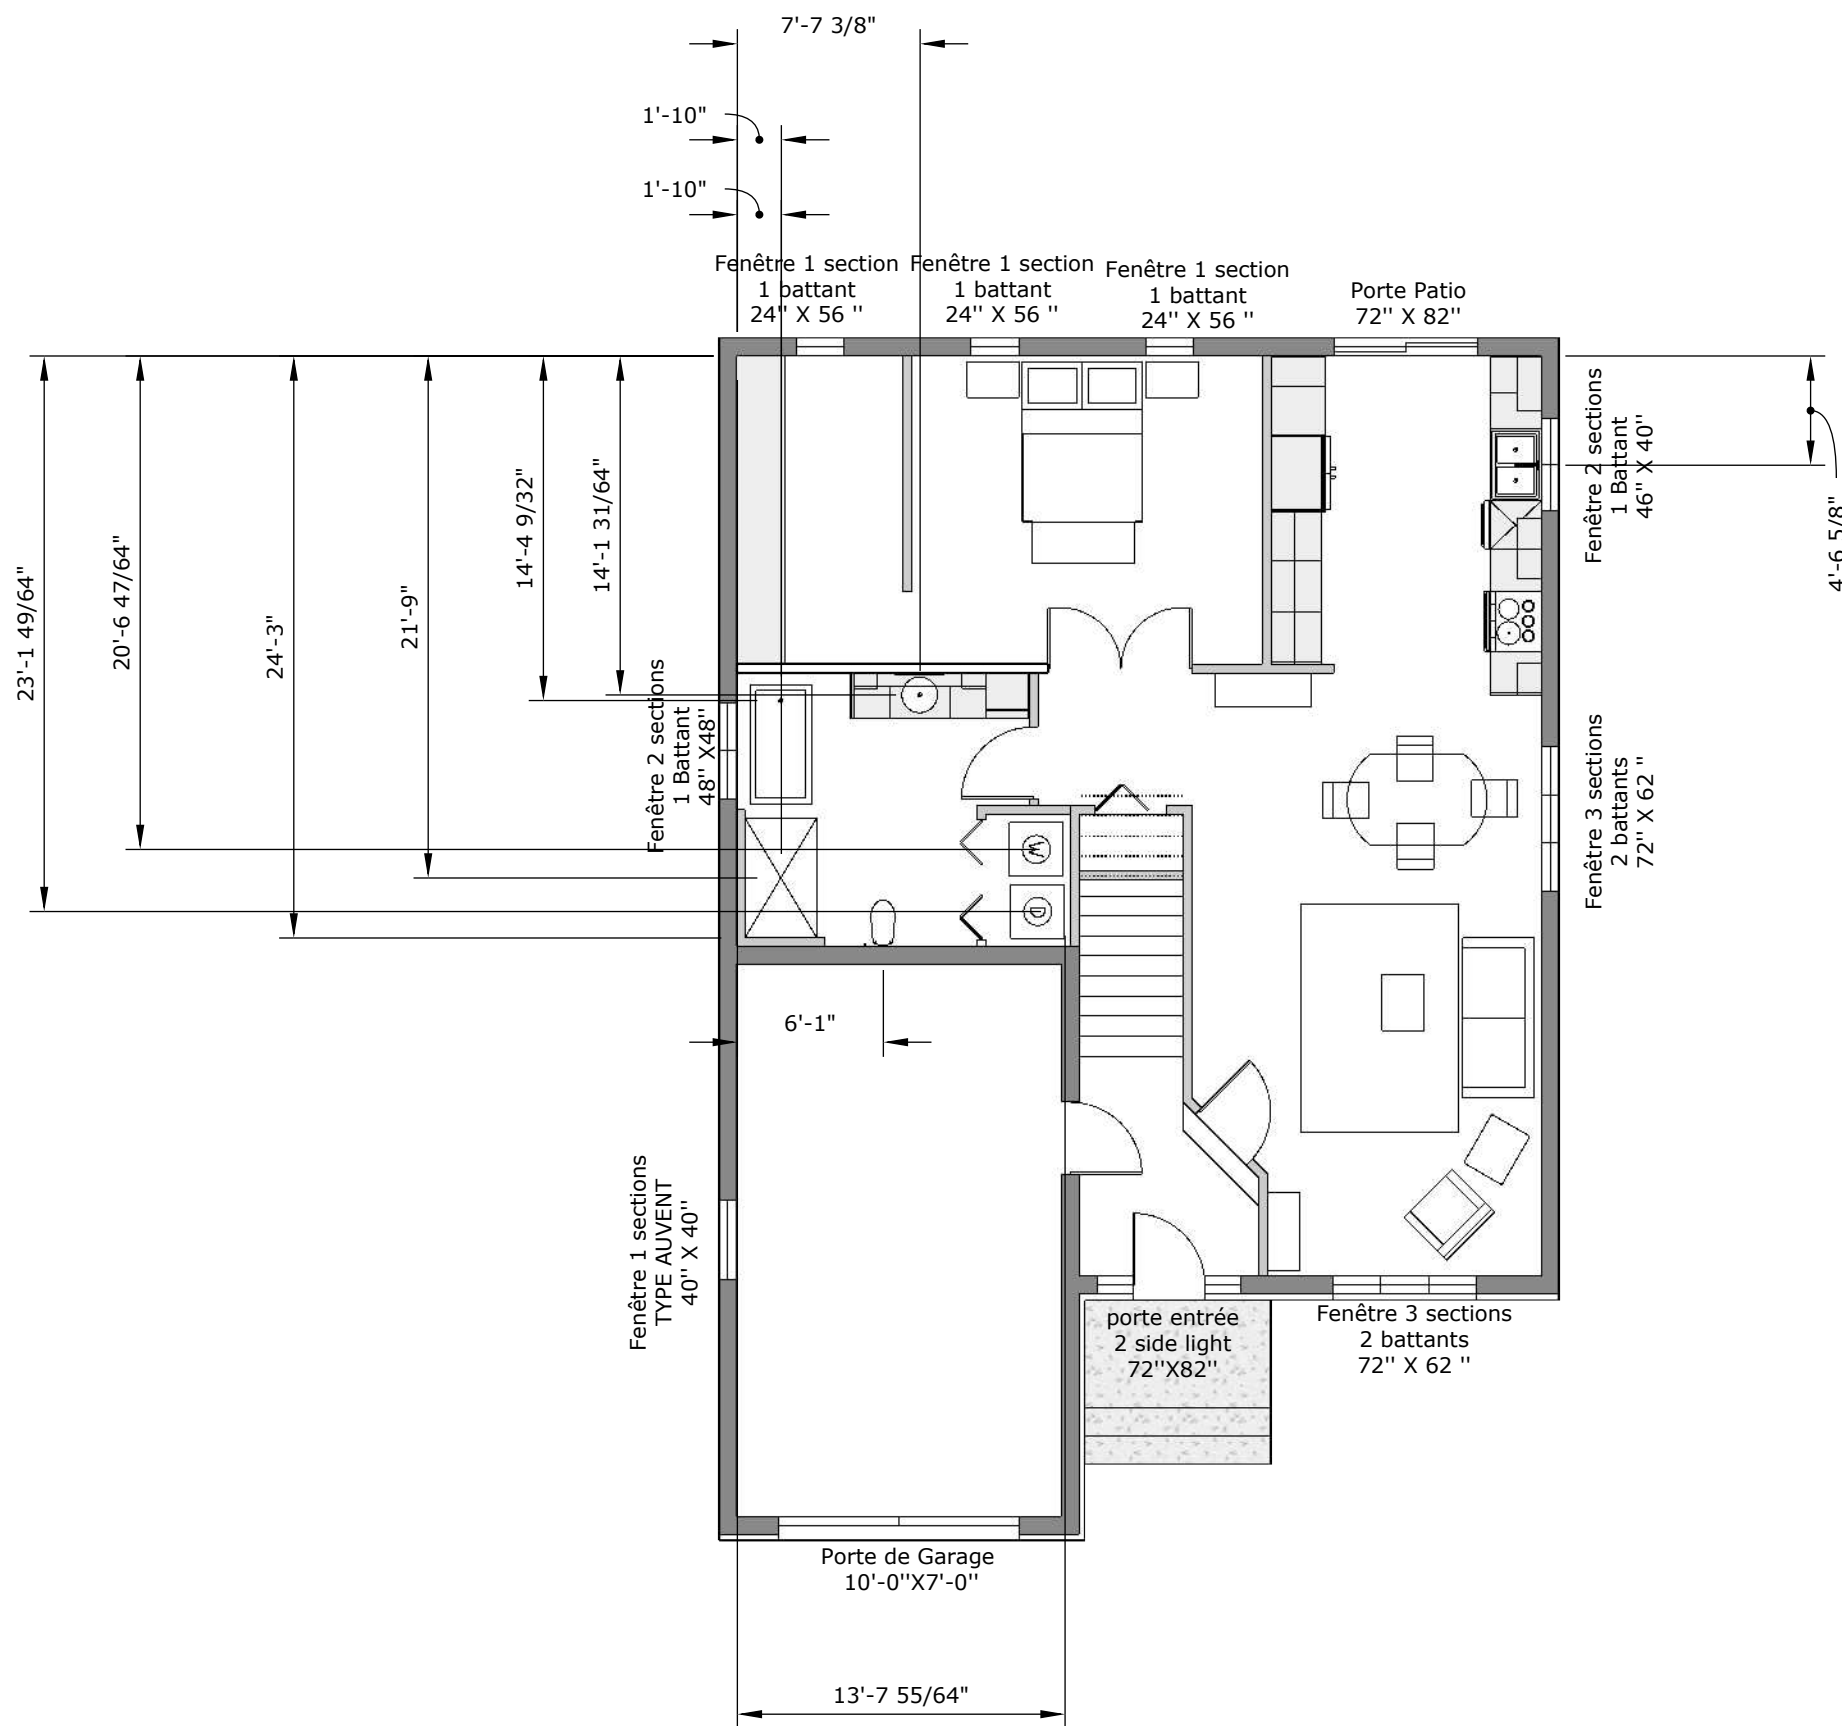 7'-7 3/8"
1'-10"
1'-10"
Fenêtre 1 section
1 battant
24'' X 56 ''
Fenêtre 1 section
1 battant
24'' X 56 ''
Fenêtre 1 section
1 battant
24'' X 56 ''
Porte Patio
72'' X 82''
23'-1 49/64"
20'-6 47/64"
24'-3"
21'-9"
14'-4 9/32"
14'-1 31/64"
Fenêtre 2 sections
1 Battant
46'' X 40''
4'-6 5/8"
Fenêtre 2 sections
1 Battant
48'' X48''
Fenêtre 3 sections
2 battants
72'' X 62 ''
W
D
6'-1"
Fenêtre 1 sections
TYPE AUVENT
40'' X 40''
porte entrée
2 side light
72''X82''
Fenêtre 3 sections
2 battants
72'' X 62 ''
Porte de Garage
10'-0''X7'-0''
13'-7 55/64"